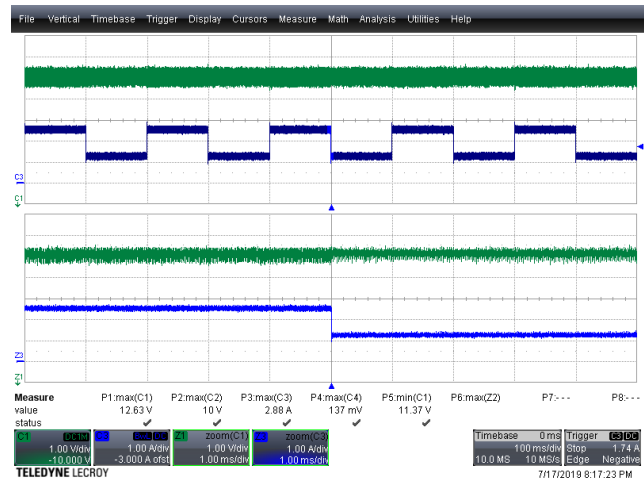 File Vertical Timebase Trigger Display Cursors Measure Math Analysis Utilities Help
C3
C1
Z3
Z1
Measure P1:max(C1) P2:max(C2) P3:max(C3) P4:max(C4) P5:min(C1) P6:max(Z2) P7:- - - P8:- - -
value 12.63 V 10 V 2.88 A 137 mV 11.37 V
status
C1 DC1M Z1 zoom(C1) zoom(C3) Timebase 0 ms Trigger C3 DC
1.00 V/div 1.00 A/div 1.00 V/div 1.00 A/div 100 ms/div Stop 1.74 A
-10.000 V -3.000 A ofst 1.00 ms/div 1.00 ms/div 10.0 MS 10 MS/s Edge Negative
TELEDYNE LECROY 7/17/2019 8:17:23 PM